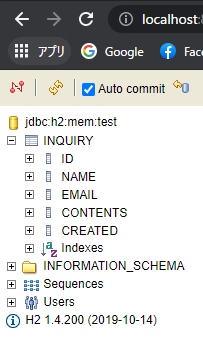 localhost:
アプリ Google Face
Auto commit
jdbc:h2:mem:test
INQUIRY
ID
NAME
EMAIL
CONTENTS
CREATED
Indexes
INFORMATION_SCHEMA
Sequences
Users
H2 1.4.200 (2019-10-14)